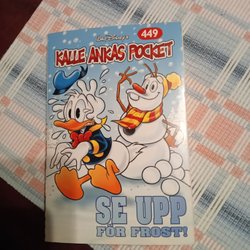 Walt Disney's
449
KALLE ANKAS POCKET
SE UPP
FÖR FROST!